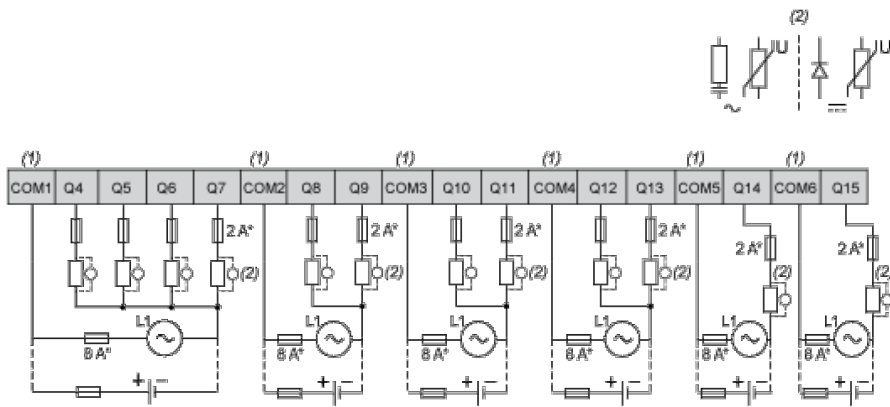 (2)
IU IU
(1) (1) (1) (1) (1) (1)
COM1 Q4 Q5 Q6 Q7 COM2 Q8 Q9 COM3 Q10 Q11 COM4 Q12 Q13 COM5 Q14 COM6 Q15
2 A* 2 A* 2 A* 2 A* 2 A* 2 A*
(2) (2) (2) (2) (2) (2)
L1 L1 L1 L1 L1 L1
8 A* 8 A* 8 A* 8 A* 8 A* 8 A*
+ − + − + − + − + − + −